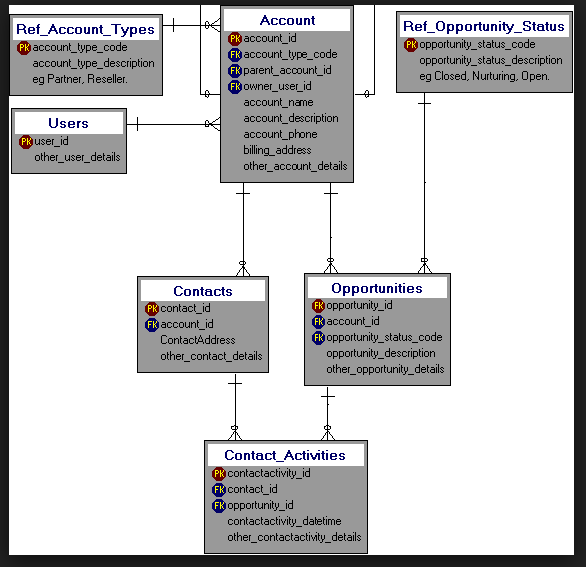 Ref_Account_Types
PK account_type_code
account_type_description
eg Partner, Reseller.
Account
PK account_id
FK account_type_code
FK parent_account_id
FK owner_user_id
account_name
account_description
account_phone
billing_address
other_account_details
Ref_Opportunity_Status
PK opportunity_status_code
opportunity_status_description
eg Closed, Nurturing, Open.
Users
PK user_id
other_user_details
Contacts
PK contact_id
FK account_id
ContactAddress
other_contact_details
Opportunities
FK opportunity_id
FK account_id
FK opportunity_status_code
opportunity_description
other_opportunity_details
Contact_Activities
PK contactactivity_id
FK contact_id
FK opportunity_id
contactactivity_datetime
other_contactactivity_details